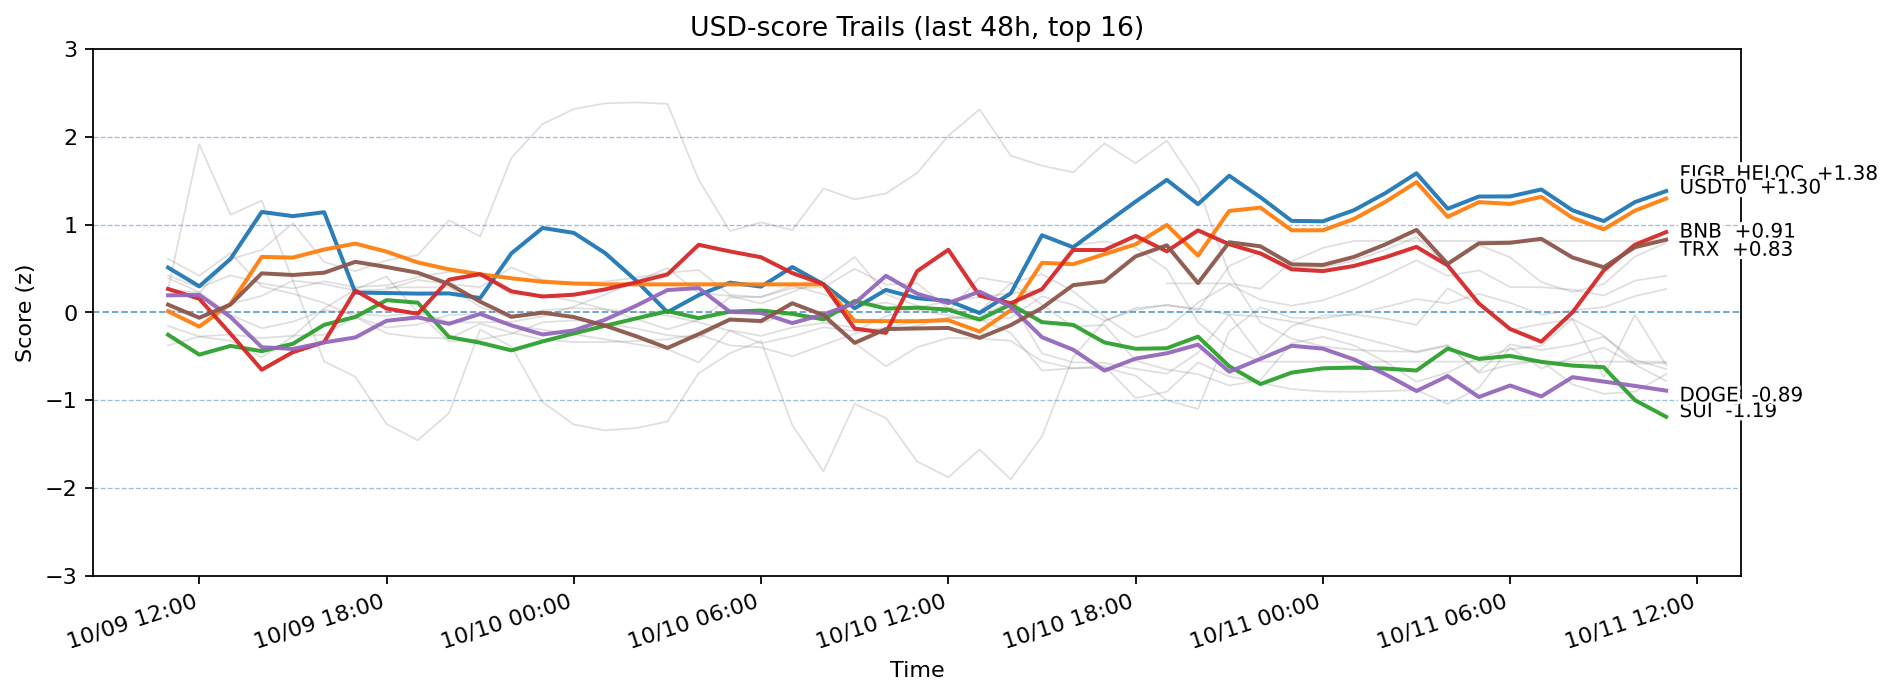 USD-score Trails (last 48h, top 16)
Score (z)
3
2
1
0
−1
−2
−3
FIGR_HELOC +1.38
USDT0 +1.30
BNB +0.91
TRX +0.83
DOGE -0.89
SUI -1.19
10/09 12:00
10/09 18:00
10/10 00:00
10/10 06:00
10/10 12:00
10/10 18:00
10/11 00:00
10/11 06:00
10/11 12:00
Time